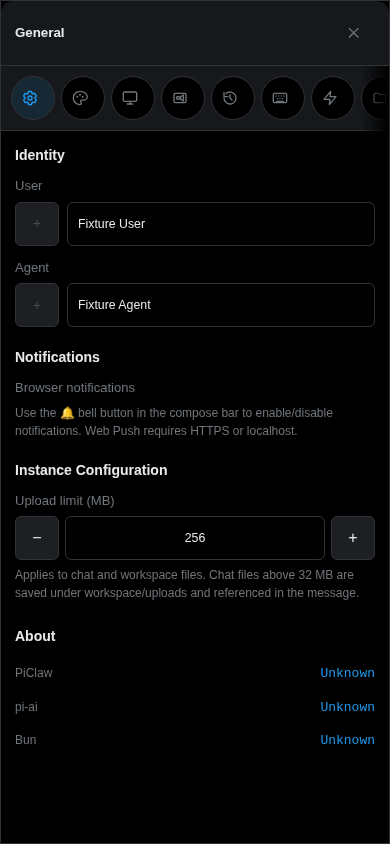 General
Identity
User
+
Fixture User
Agent
+
Fixture Agent
Notifications
Browser notifications
Use the 🔔 bell button in the compose bar to enable/disable
notifications. Web Push requires HTTPS or localhost.
Instance Configuration
Upload limit (MB)
− 256 +
Applies to chat and workspace files. Chat files above 32 MB are
saved under workspace/uploads and referenced in the message.
About
PiClaw Unknown
pi-ai Unknown
Bun Unknown